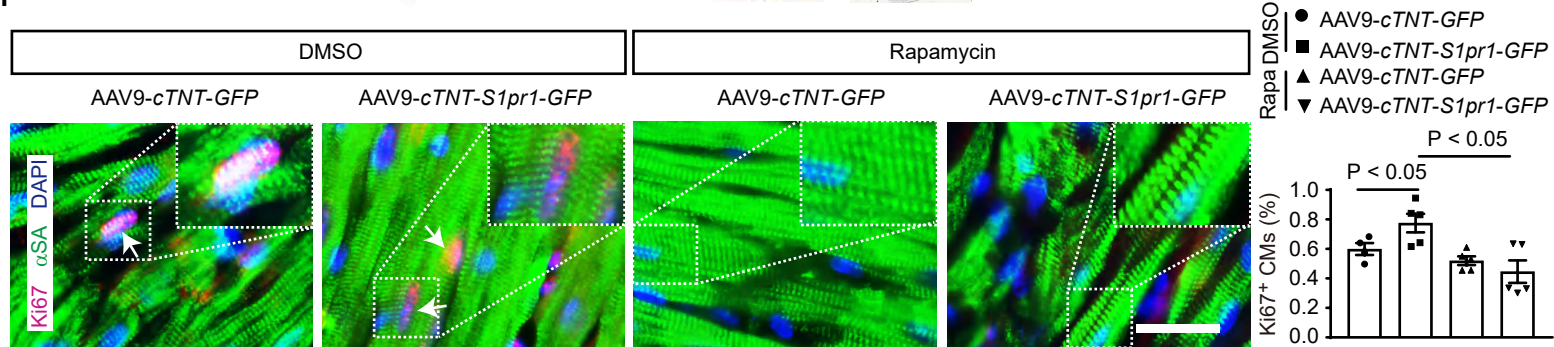 DMSO
Rapamycin
AAV9-cTNT-GFP
AAV9-cTNT-S1pr1-GFP
AAV9-cTNT-GFP
AAV9-cTNT-S1pr1-GFP
Ki67 αSA DAPI
DMSO
AAV9-cTNT-GFP
AAV9-cTNT-S1pr1-GFP
Rapa
AAV9-cTNT-GFP
AAV9-cTNT-S1pr1-GFP
P < 0.05
P < 0.05
Ki67⁺ CMs (%)
1.0
0.8
0.6
0.4
0.2
0.0